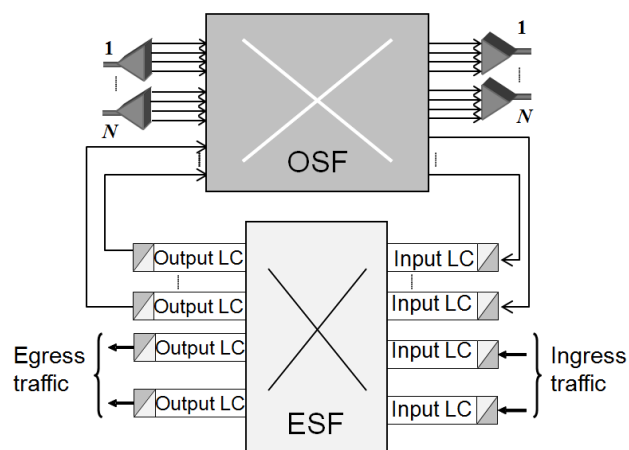 1
1
N
N
OSF
Output LC
Input LC
Output LC
Input LC
Output LC
Input LC
Output LC
Input LC
Egress
traffic
Ingress
traffic
ESF